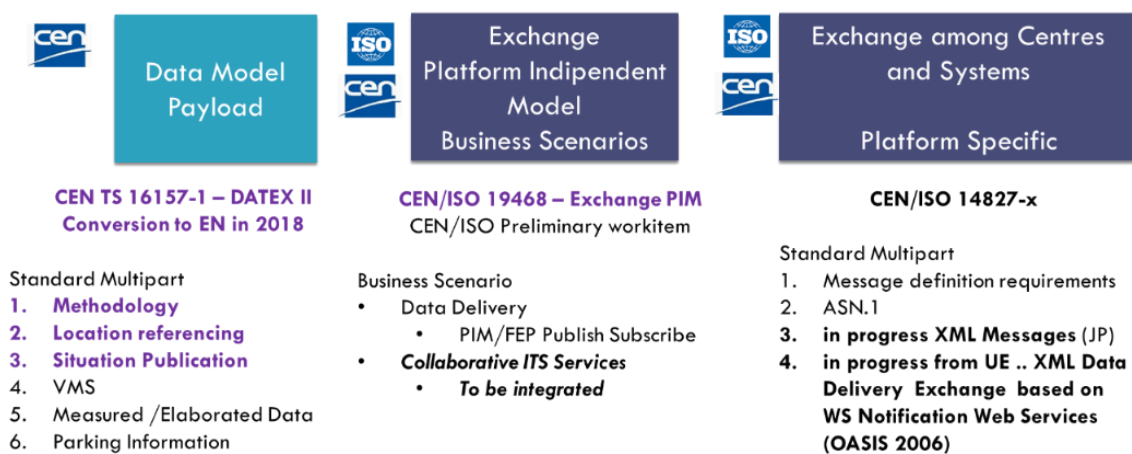 cen
Data Model
Payload
CEN TS 16157-1 – DATEX II
Conversion to EN in 2018
Standard Multipart
1. Methodology
2. Location referencing
3. Situation Publication
4. VMS
5. Measured /Elaborated Data
6. Parking Information
ISO
cen
Exchange
Platform Indipendent
Model
Business Scenarios
CEN/ISO 19468 – Exchange PIM
CEN/ISO Preliminary workitem
Business Scenario
• Data Delivery
• PIM/FEP Publish Subscribe
• Collaborative ITS Services
• To be integrated
ISO
cen
Exchange among Centres
and Systems
Platform Specific
CEN/ISO 14827-x
Standard Multipart
1. Message definition requirements
2. ASN.1
3. in progress XML Messages (JP)
4. in progress from UE .. XML Data
Delivery Exchange based on
WS Notification Web Services
(OASIS 2006)